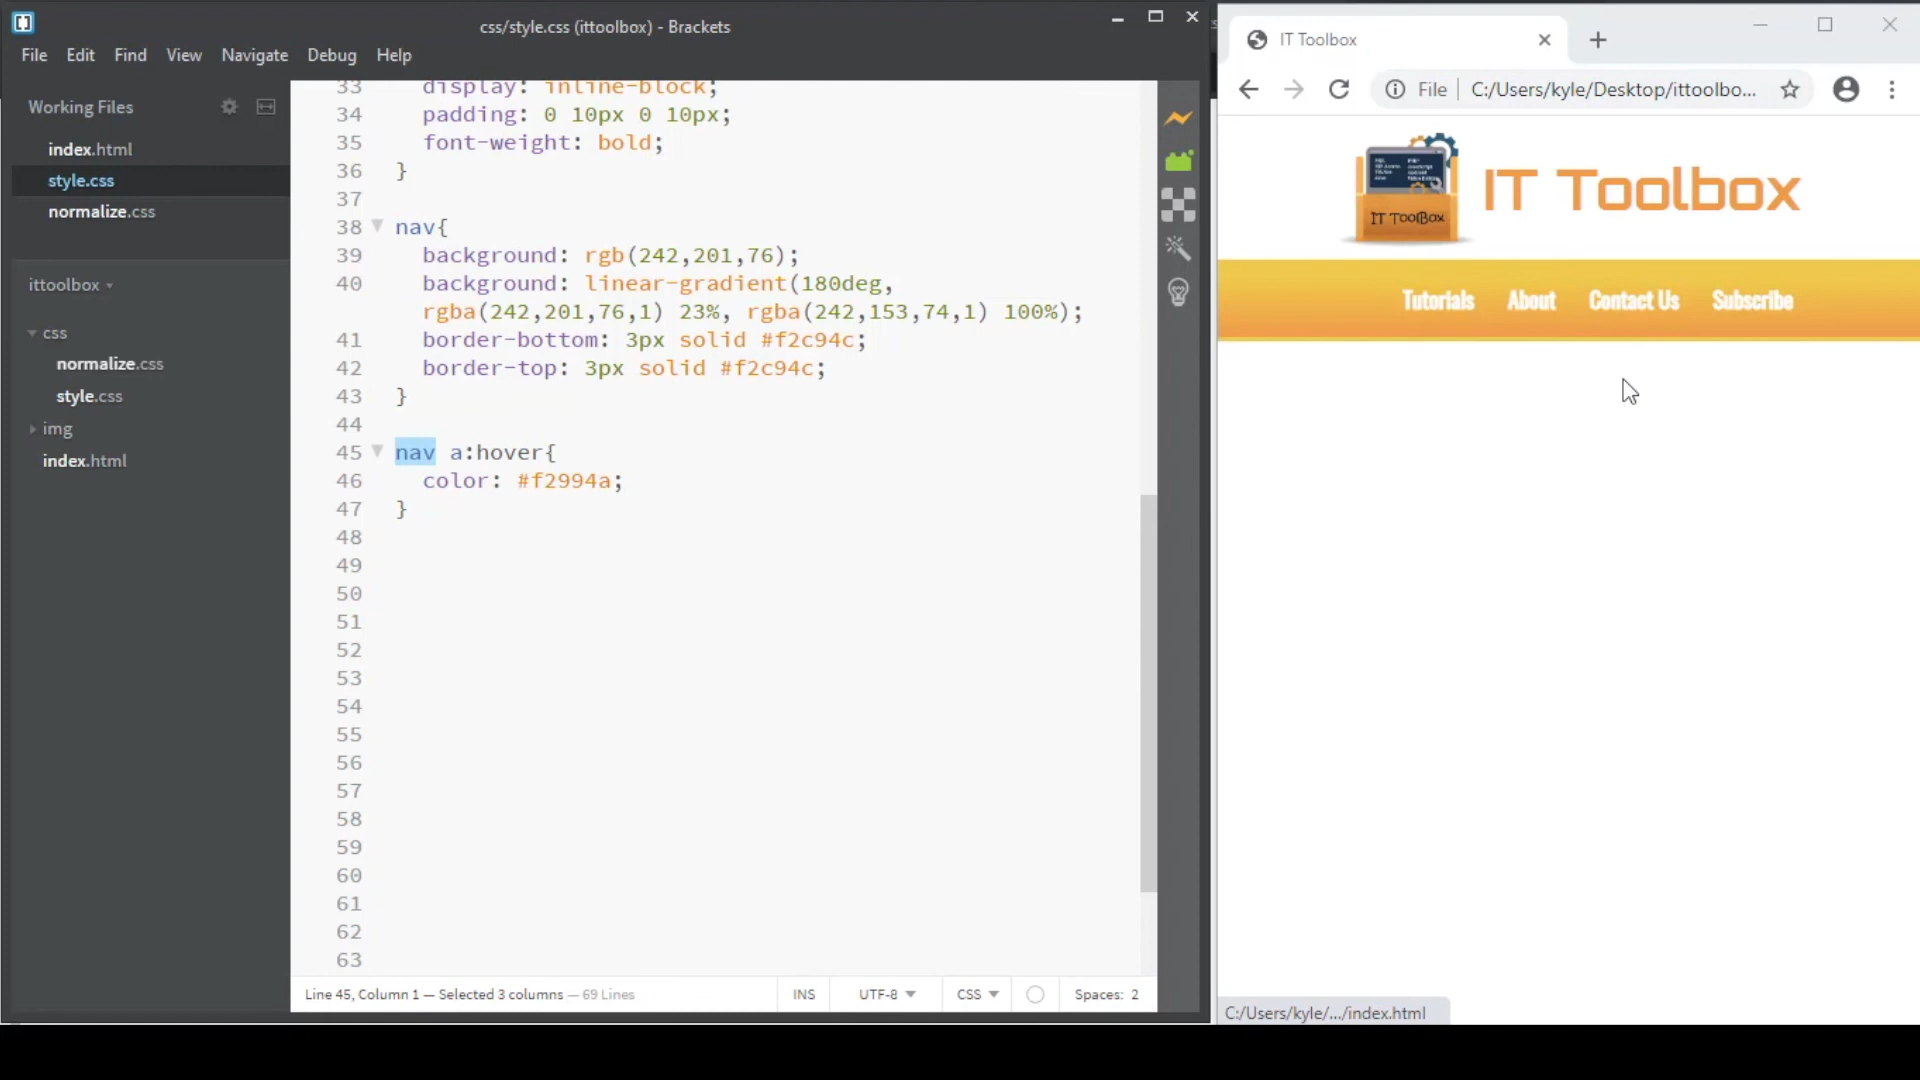 css/style.css (ittoolbox) - Brackets
File Edit Find View Navigate Debug Help
Working Files
index.html
style.css
normalize.css
ittoolbox
css
normalize.css
style.css
img
index.html
33 display: inline-block;
34 padding: 0 10px 0 10px;
35 font-weight: bold;
36 }
37
38 nav{
39 background: rgb(242,201,76);
40 background: linear-gradient(180deg,
rgba(242,201,76,1) 23%, rgba(242,153,74,1) 100%);
41 border-bottom: 3px solid #f2c94c;
42 border-top: 3px solid #f2c94c;
43 }
44
45 nav a:hover{
46 color: #f2994a;
47 }
48
49
50
51
52
53
54
55
56
57
58
59
60
61
62
63
Line 45, Column 1 — Selected 3 columns — 69 Lines
INS UTF-8 CSS Spaces: 2
IT Toolbox
File C:/Users/kyle/Desktop/ittoolbo...
IT ToolBox
IT Toolbox
Tutorials About Contact Us Subscribe
C:/Users/kyle/.../index.html